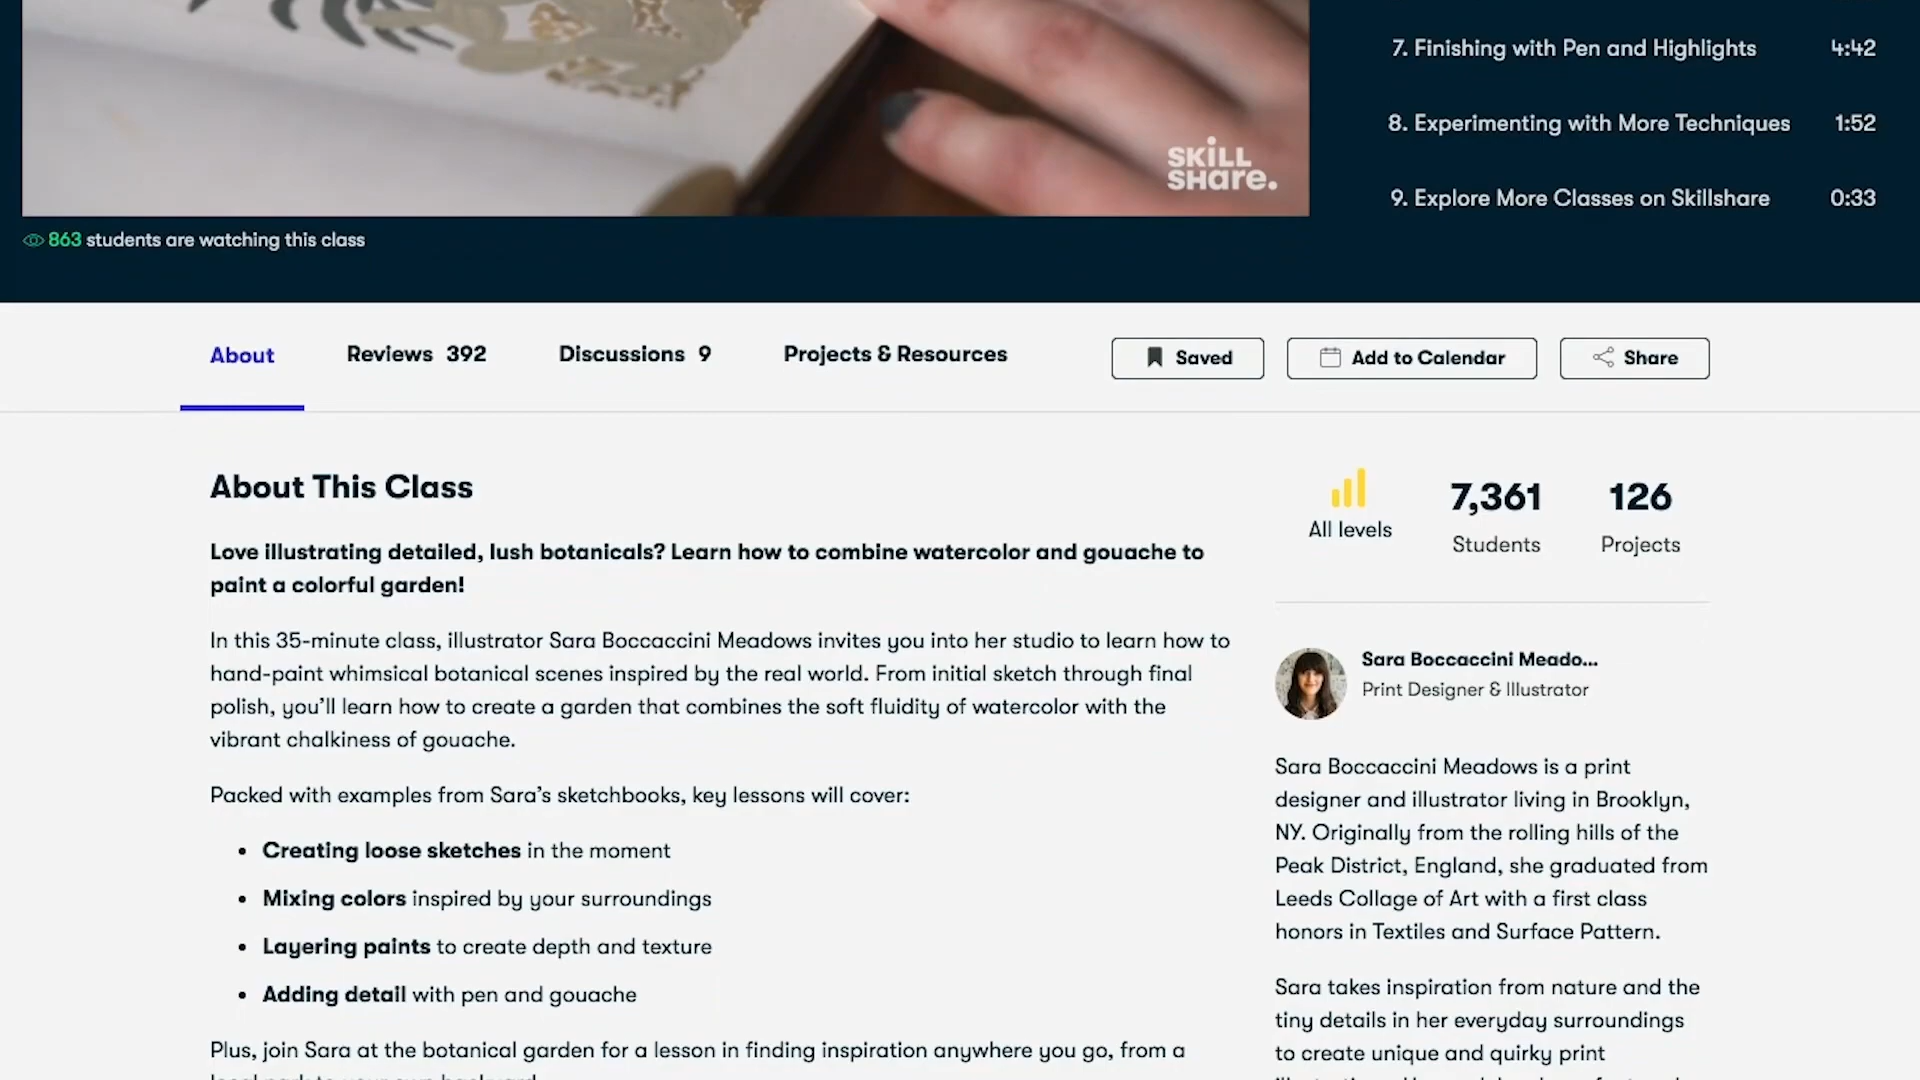 7. Finishing with Pen and Highlights 4:42
8. Experimenting with More Techniques 1:52
9. Explore More Classes on Skillshare 0:33
SKILL
SHare.
863 students are watching this class
About Reviews 392 Discussions 9 Projects & Resources Saved Add to Calendar Share
About This Class
Love illustrating detailed, lush botanicals? Learn how to combine watercolor and gouache to
paint a colorful garden!
In this 35-minute class, illustrator Sara Boccaccini Meadows invites you into her studio to learn how to
hand-paint whimsical botanical scenes inspired by the real world. From initial sketch through final
polish, you'll learn how to create a garden that combines the soft fluidity of watercolor with the
vibrant chalkiness of gouache.
Packed with examples from Sara's sketchbooks, key lessons will cover:
• Creating loose sketches in the moment
• Mixing colors inspired by your surroundings
• Layering paints to create depth and texture
• Adding detail with pen and gouache
Plus, join Sara at the botanical garden for a lesson in finding inspiration anywhere you go, from a
All levels
7,361
Students
126
Projects
Sara Boccaccini Meado...
Print Designer & Illustrator
Sara Boccaccini Meadows is a print
designer and illustrator living in Brooklyn,
NY. Originally from the rolling hills of the
Peak District, England, she graduated from
Leeds Collage of Art with a first class
honors in Textiles and Surface Pattern.
Sara takes inspiration from nature and the
tiny details in her everyday surroundings
to create unique and quirky print